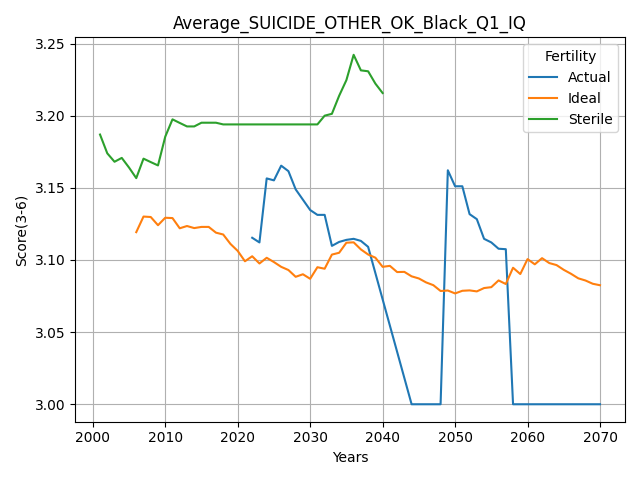 Average_SUICIDE_OTHER_OK_Black_Q1_IQ
3.25
3.20
3.15
3.10
3.05
3.00
Score(3-6)
Fertility
Actual
Ideal
Sterile
2000 2010 2020 2030 2040 2050 2060 2070
Years